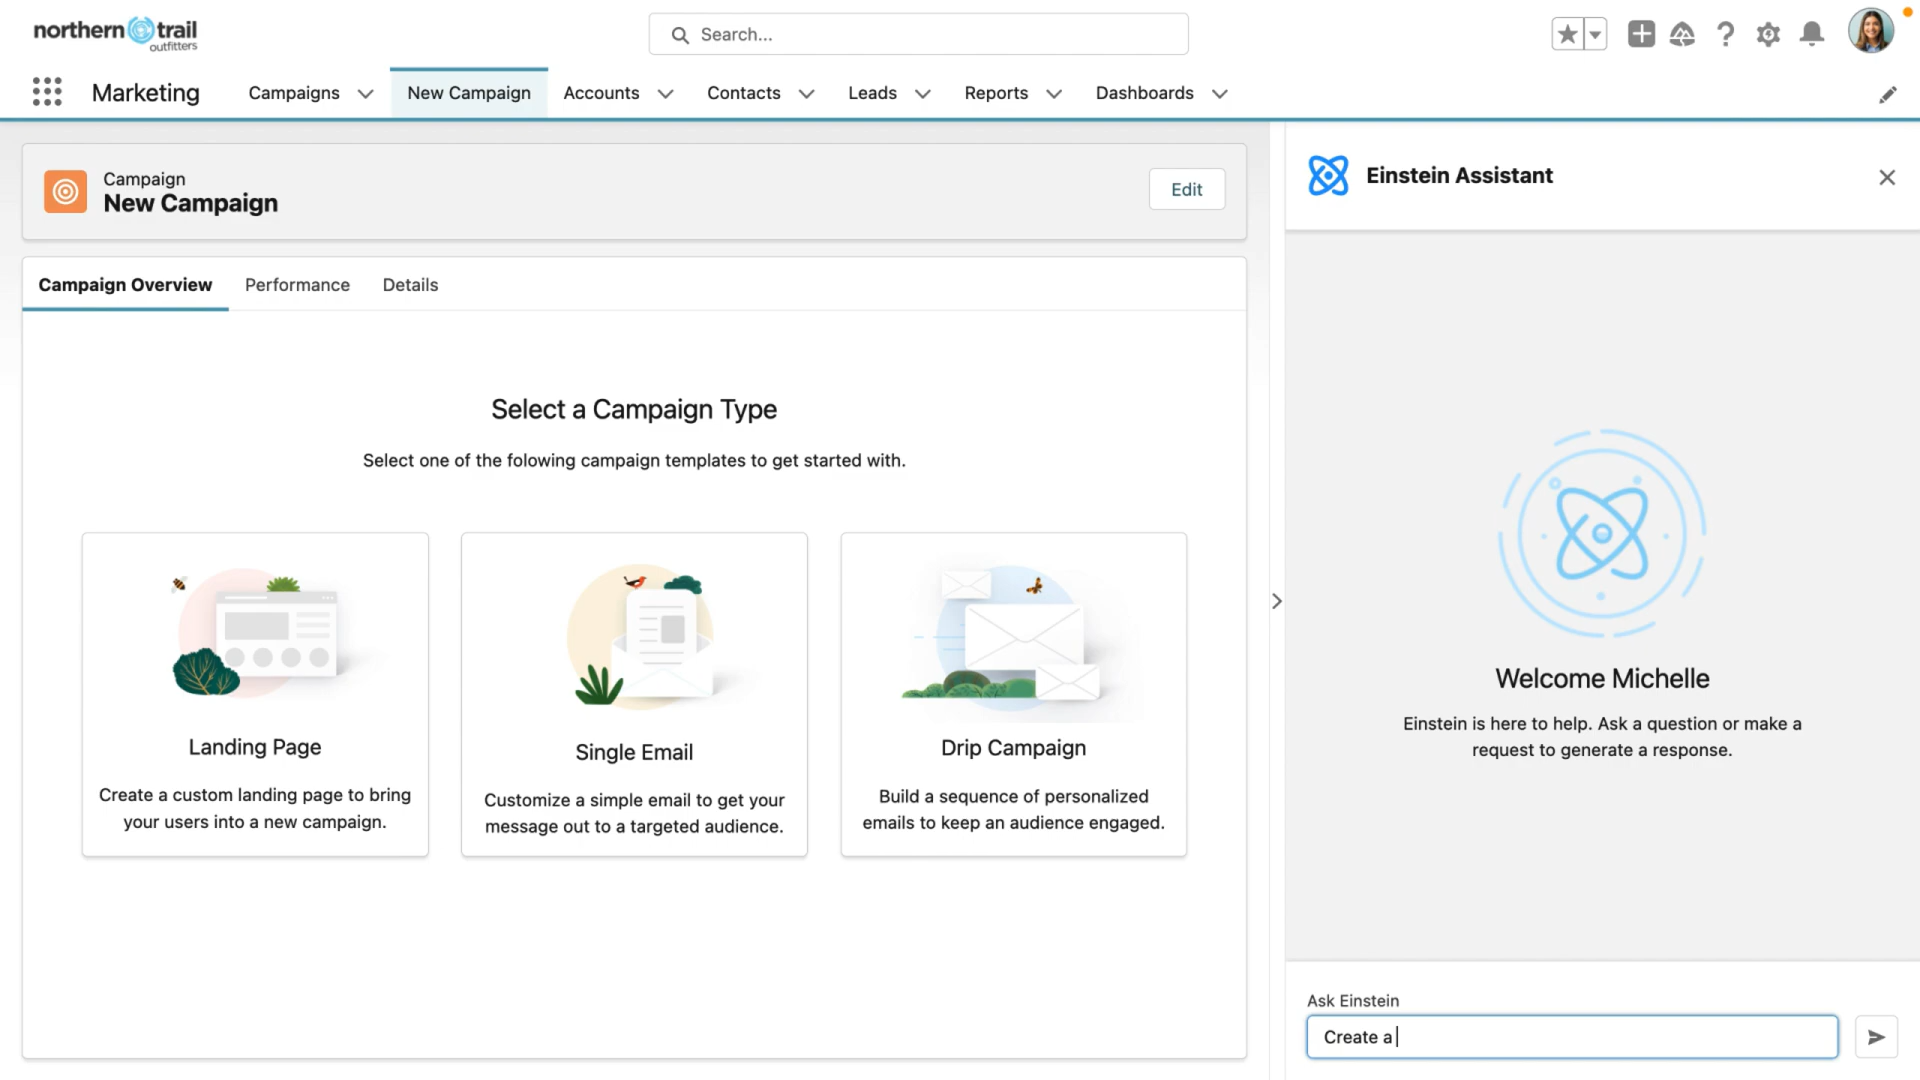 northern trail
outfitters
Search...
Marketing
Campaigns
New Campaign
Accounts
Contacts
Leads
Reports
Dashboards
Campaign
New Campaign
Edit
Einstein Assistant
Campaign Overview
Performance
Details
Select a Campaign Type
Select one of the folowing campaign templates to get started with.
Landing Page
Create a custom landing page to bring
your users into a new campaign.
Single Email
Customize a simple email to get your
message out to a targeted audience.
Drip Campaign
Build a sequence of personalized
emails to keep an audience engaged.
Welcome Michelle
Einstein is here to help. Ask a question or make a
request to generate a response.
Ask Einstein
Create a